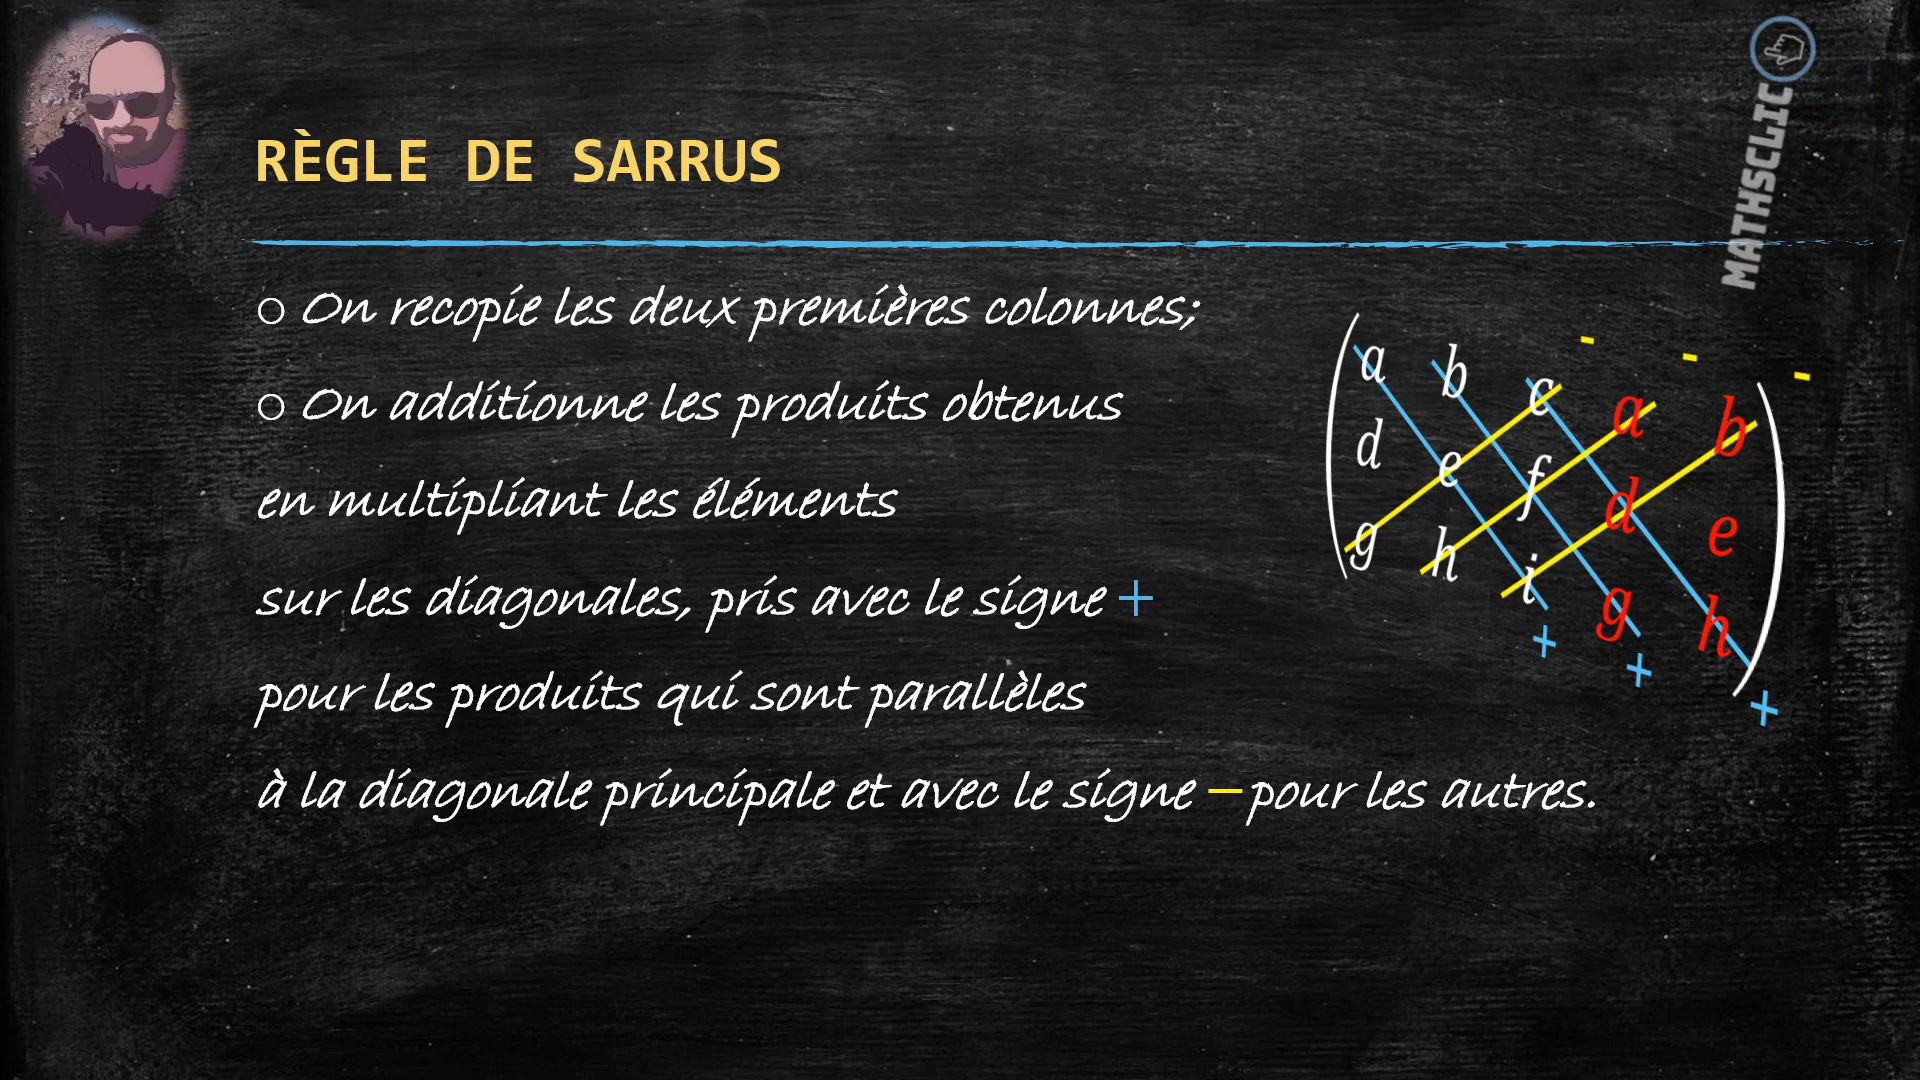 MATHSCLIC
RÈGLE DE SARRUS
o On recopie les deux premières colonnes;
o On additionne les produits obtenus
en multipliant les éléments
sur les diagonales, pris avec le signe +
pour les produits qui sont parallèles
à la diagonale principale et avec le signe – pour les autres.
- - -
a b c a b
d e f d e
g h i g h
+ + +